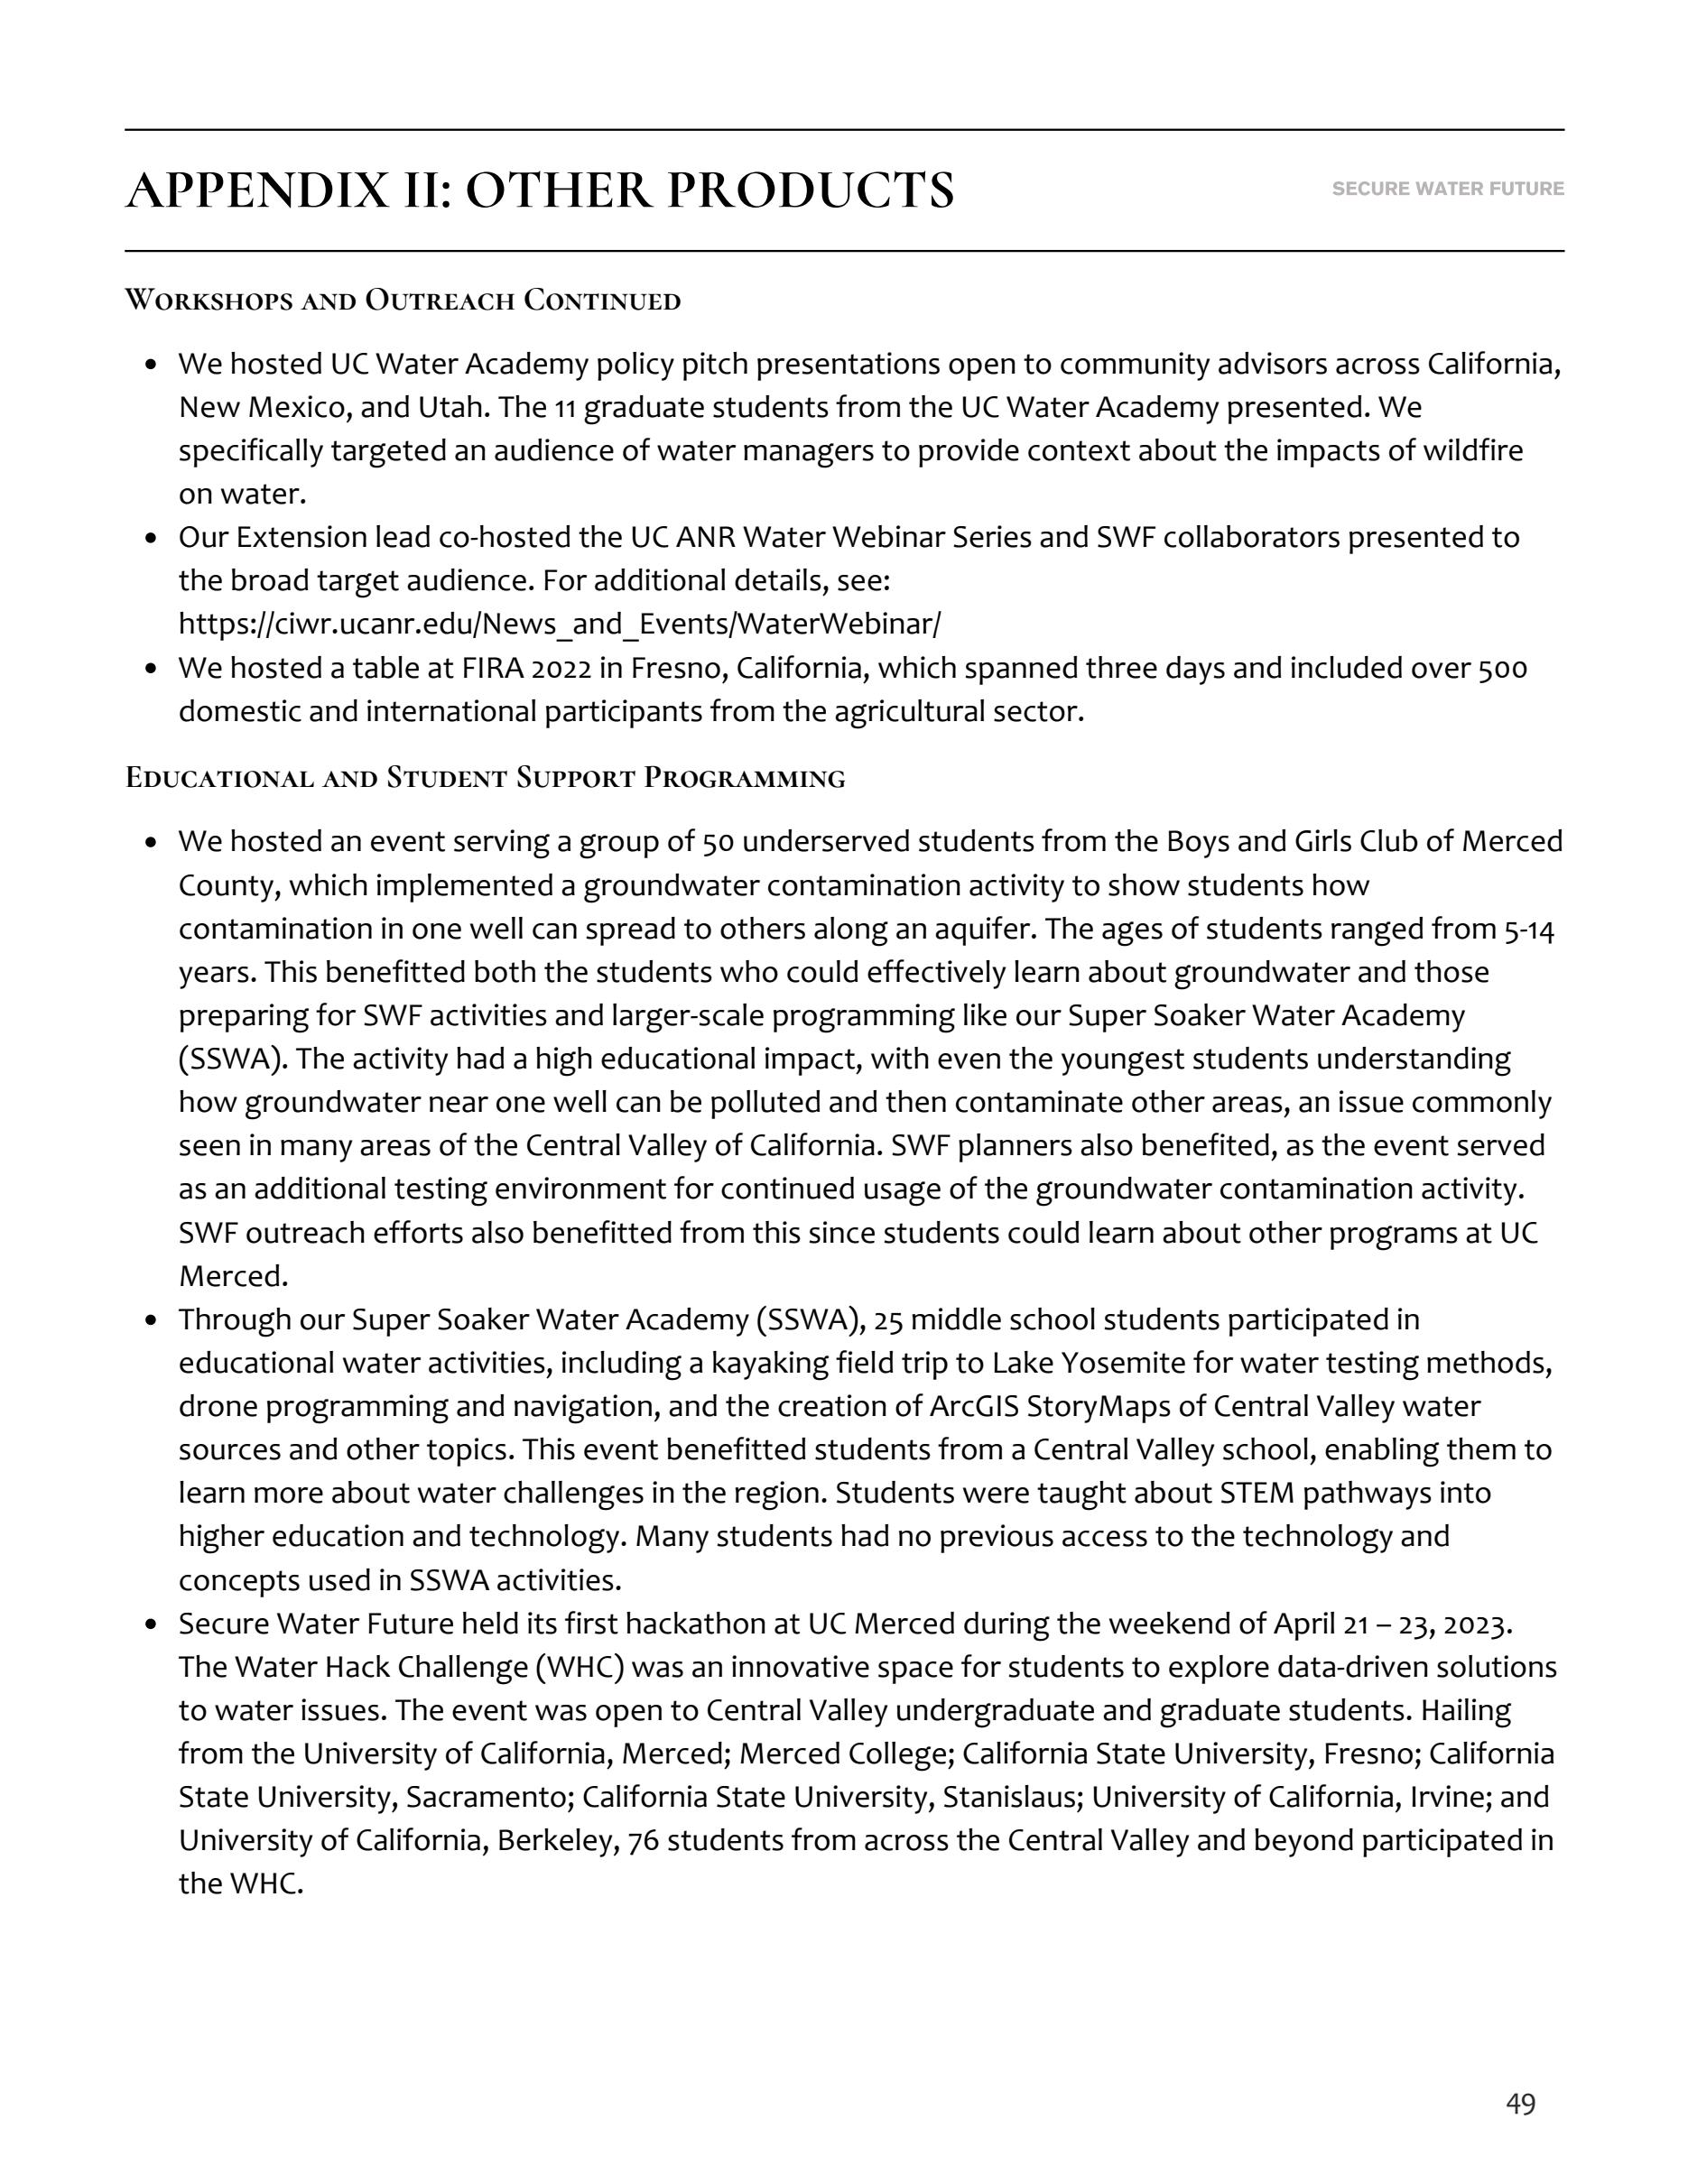 APPENDIX II: OTHER PRODUCTS
SECURE WATER FUTURE
Workshops and Outreach Continued
• We hosted UC Water Academy policy pitch presentations open to community advisors across California,
New Mexico, and Utah. The 11 graduate students from the UC Water Academy presented. We
specifically targeted an audience of water managers to provide context about the impacts of wildfire
on water.
• Our Extension lead co-hosted the UC ANR Water Webinar Series and SWF collaborators presented to
the broad target audience. For additional details, see:
https://ciwr.ucanr.edu/News_and_Events/WaterWebinar/
• We hosted a table at FIRA 2022 in Fresno, California, which spanned three days and included over 500
domestic and international participants from the agricultural sector.
Educational and Student Support Programming
• We hosted an event serving a group of 50 underserved students from the Boys and Girls Club of Merced
County, which implemented a groundwater contamination activity to show students how
contamination in one well can spread to others along an aquifer. The ages of students ranged from 5-14
years. This benefitted both the students who could effectively learn about groundwater and those
preparing for SWF activities and larger-scale programming like our Super Soaker Water Academy
(SSWA). The activity had a high educational impact, with even the youngest students understanding
how groundwater near one well can be polluted and then contaminate other areas, an issue commonly
seen in many areas of the Central Valley of California. SWF planners also benefited, as the event served
as an additional testing environment for continued usage of the groundwater contamination activity.
SWF outreach efforts also benefitted from this since students could learn about other programs at UC
Merced.
• Through our Super Soaker Water Academy (SSWA), 25 middle school students participated in
educational water activities, including a kayaking field trip to Lake Yosemite for water testing methods,
drone programming and navigation, and the creation of ArcGIS StoryMaps of Central Valley water
sources and other topics. This event benefitted students from a Central Valley school, enabling them to
learn more about water challenges in the region. Students were taught about STEM pathways into
higher education and technology. Many students had no previous access to the technology and
concepts used in SSWA activities.
• Secure Water Future held its first hackathon at UC Merced during the weekend of April 21 – 23, 2023.
The Water Hack Challenge (WHC) was an innovative space for students to explore data-driven solutions
to water issues. The event was open to Central Valley undergraduate and graduate students. Hailing
from the University of California, Merced; Merced College; California State University, Fresno; California
State University, Sacramento; California State University, Stanislaus; University of California, Irvine; and
University of California, Berkeley, 76 students from across the Central Valley and beyond participated in
the WHC.
49